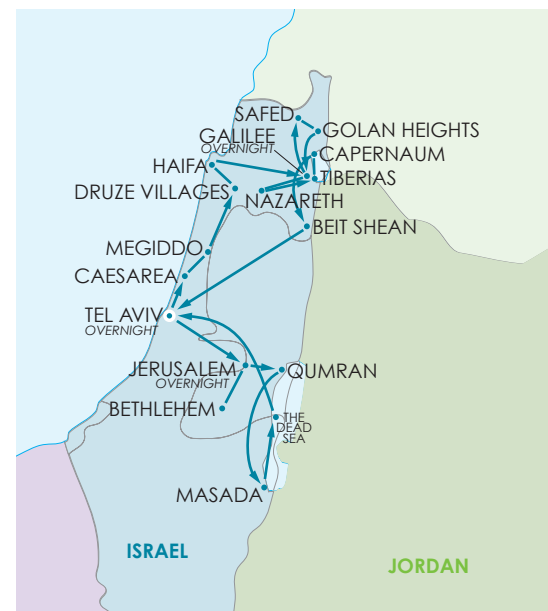 SAFED
GOLAN HEIGHTS
GALILEE
OVERNIGHT
CAPERNAUM
HAIFA
TIBERIAS
DRUZE VILLAGES
NAZARETH
BEIT SHEAN
MEGIDDO
CAESAREA
TEL AVIV
OVERNIGHT
JERUSALEM
OVERNIGHT
QUMRAN
BETHLEHEM
THE
DEAD
SEA
MASADA
ISRAEL
JORDAN